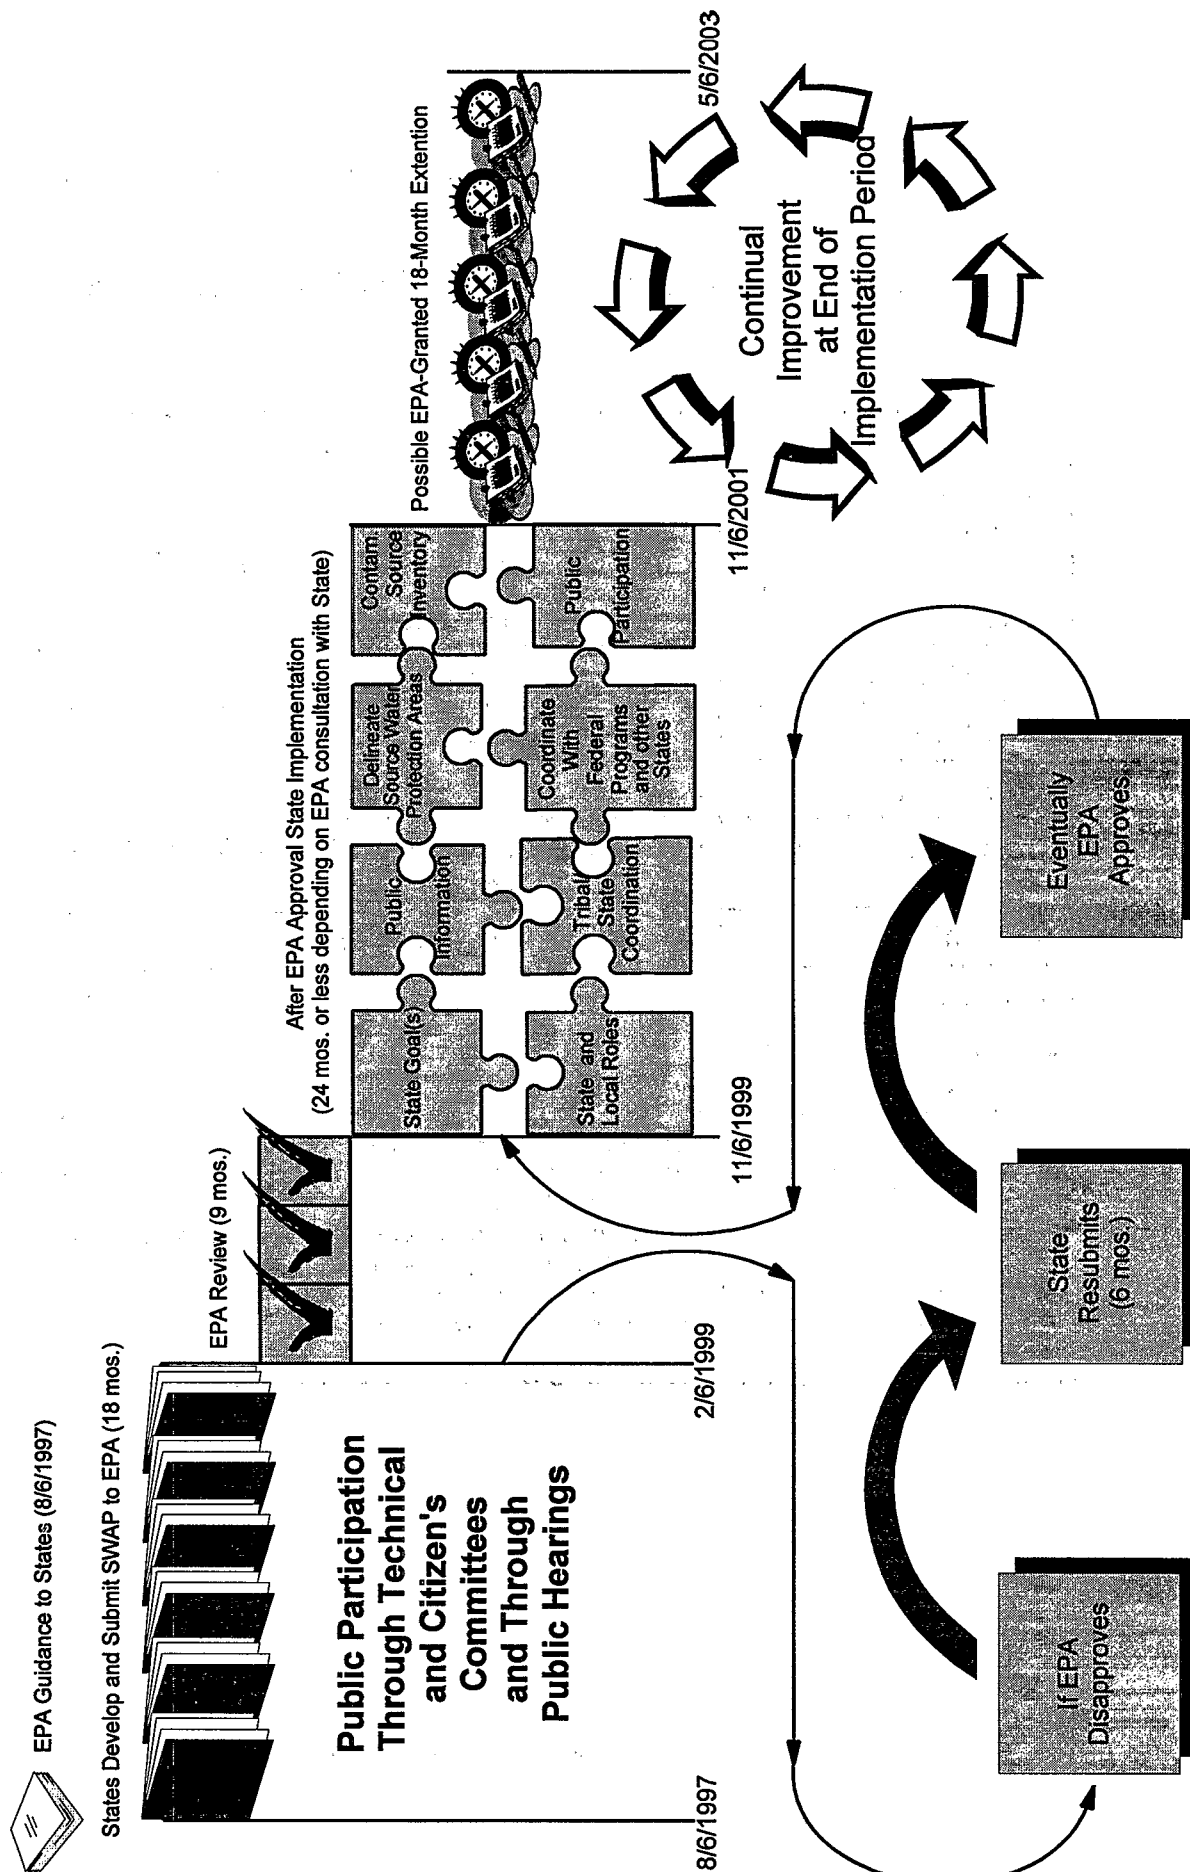 EPA Guidance to States (8/6/1997)
States Develop and Submit SWAP to EPA (18 mos.)
EPA Review (9 mos.)
After EPA Approval State Implementation
(24 mos. or less depending on EPA consultation with State)
Possible EPA-Granted 18-Month Extention
Public Participation
Through Technical
and Citizen's
Committees
and Through
Public Hearings
State Goal(s)
Public
Information
Delineate
Source Water
Protection Areas
Contam
Source
Inventory
State and
Local Roles
Tribal
State
Coordination
Coordinate
With
Federal
Programs
and other
States
Public
Participation
8/6/1997
2/6/1999
11/6/1999
11/6/2001
5/6/2003
Continual
Improvement
at End of
Implementation Period
If EPA
Disapproves
State
Resubmits
(6 mos.)
Eventually
EPA
Approves